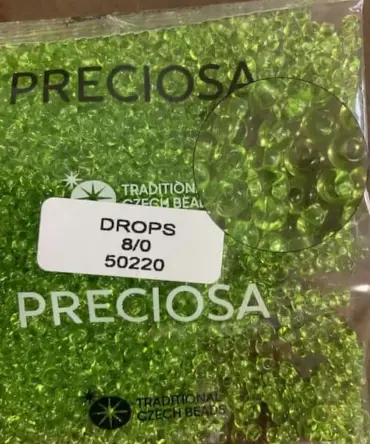 PRECIOSA
TRADITIONAL
CZECH BEADS
DROPS
8/0
50220
PRECIOSA
TRADITIONAL
CZECH BEADS